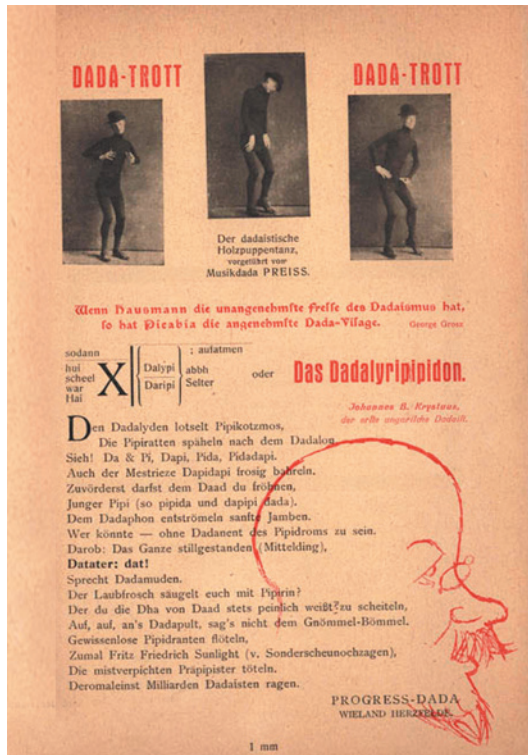 DADA-TROTT
DADA-TROTT
Der dadaistische
Holzpuppentanz,
vorgeführt vom
Musikdada PREISS.
Wenn Hausmann die unangenehmste Fresse des Dadaismus hat,
so hat Picabia die angenehmste Dada-Visage. George Grosz
sodann
hui
scheel
war
Hai
X
Dalypi
Daripi
: aufatmen
abbh
Selter
oder
Das Dadalyripipidon.
Johannes B. Krystaus,
der erste ungarische Dadaist.
Den Dadalyden lotselt Pipikotzmos,
Die Pipiratten späheln nach dem Dadalou
Sieh! Da & Pi, Dapi, Pida, Pidadapi.
Auch der Mestrieze Dapidapi frosig bahreln.
Zuvörderst darfst dem Daad du fröhnen,
Junger Pipi (so pipida und dapipi dada).
Dem Dadaphon entströmeln sanfte Jamben.
Wer könnte — ohne Dadanent des Pipidroms zu sein.
Darob: Das Ganze stillgestanden (Mittelding),
Datater: dat!
Sprecht Dadamuden.
Der Laubfrosch säugelt euch mit Pipirin?
Der du die Dha von Daad stets peinlich weißt? zu scheiteln,
Auf, auf, an's Dadapult, sag's nicht dem Gnömmel-Bömmel.
Gewissenlose Pipidranten flöteln,
Zumal Fritz Friedrich Sunlight (v. Sonderscheunochzagen),
Die mistverpichten Präpipister töteln.
Deromaleinst Milliarden Dadaisten ragen.
PROGRESS-DADA
WIELAND HERZFELDE.
1 mm